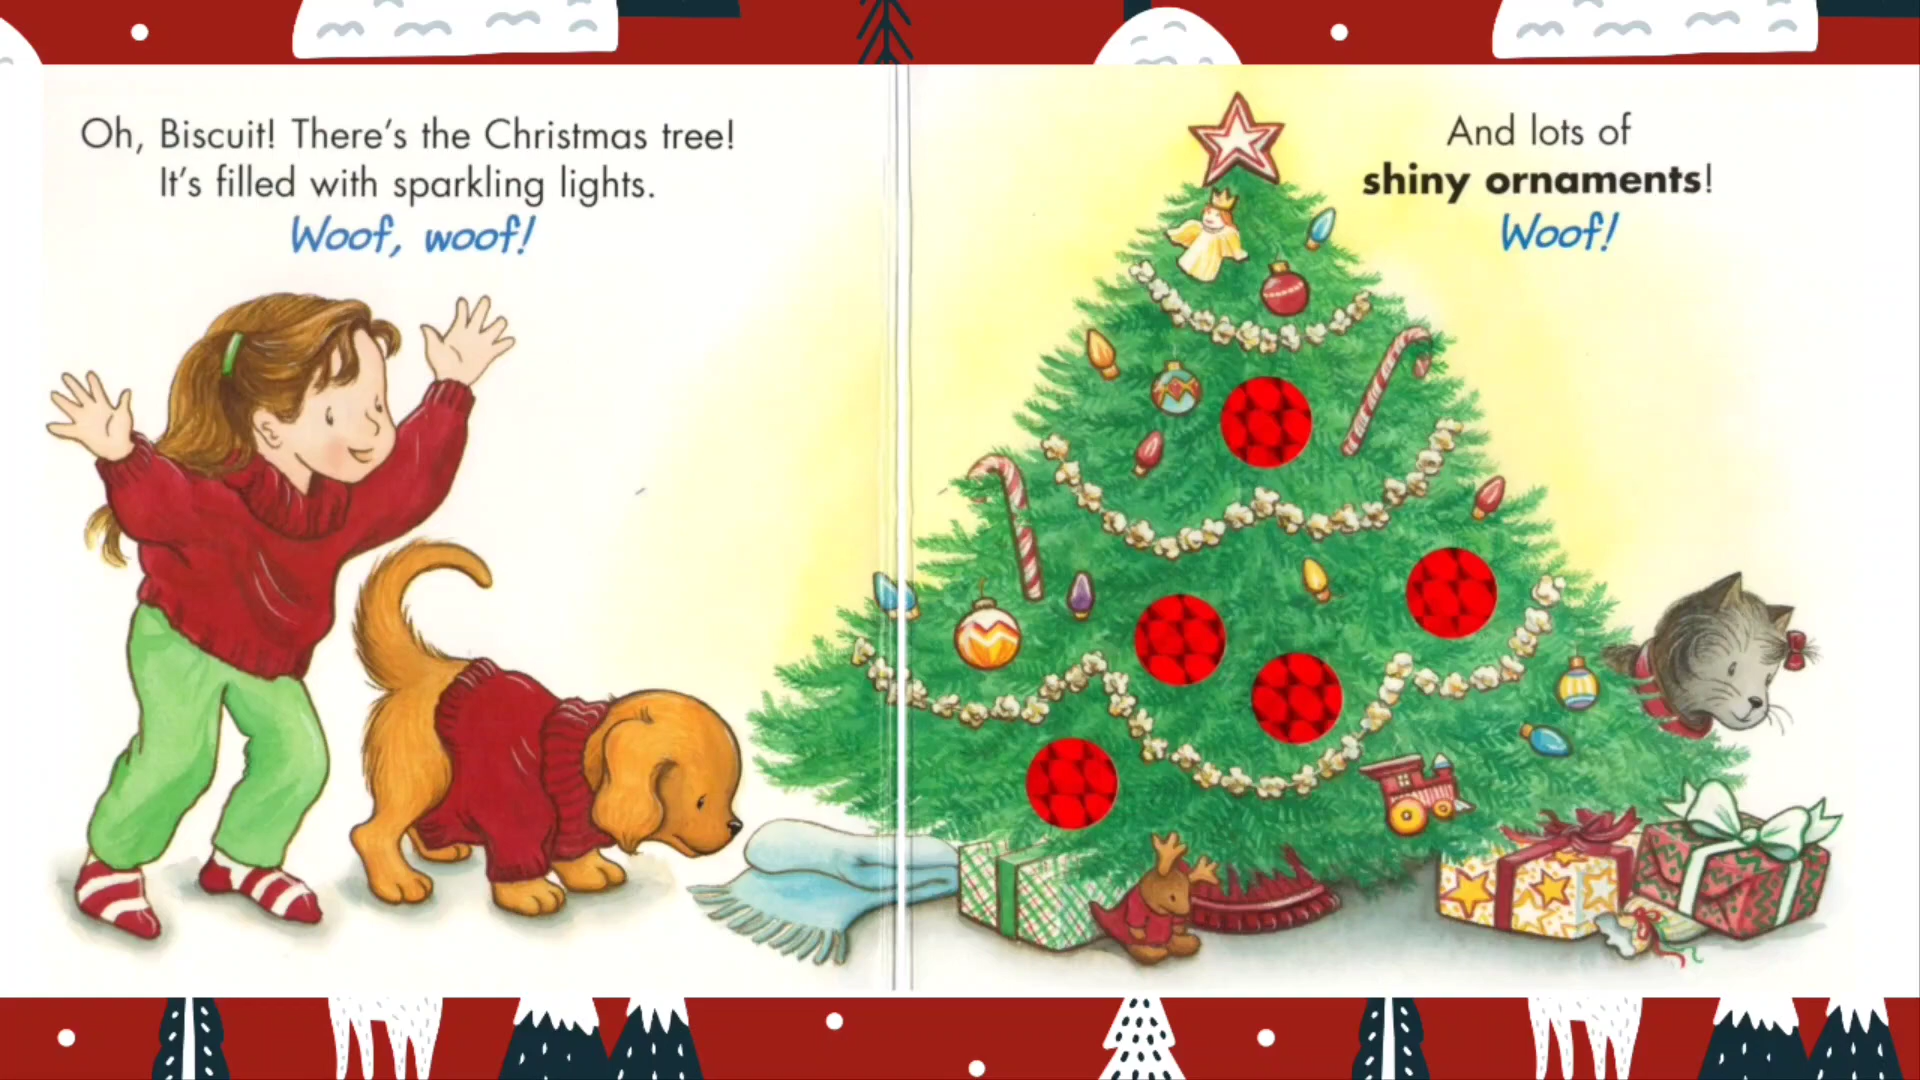 Oh, Biscuit! There's the Christmas tree!
It's filled with sparkling lights.
Woof, woof!
And lots of
shiny ornaments!
Woof!